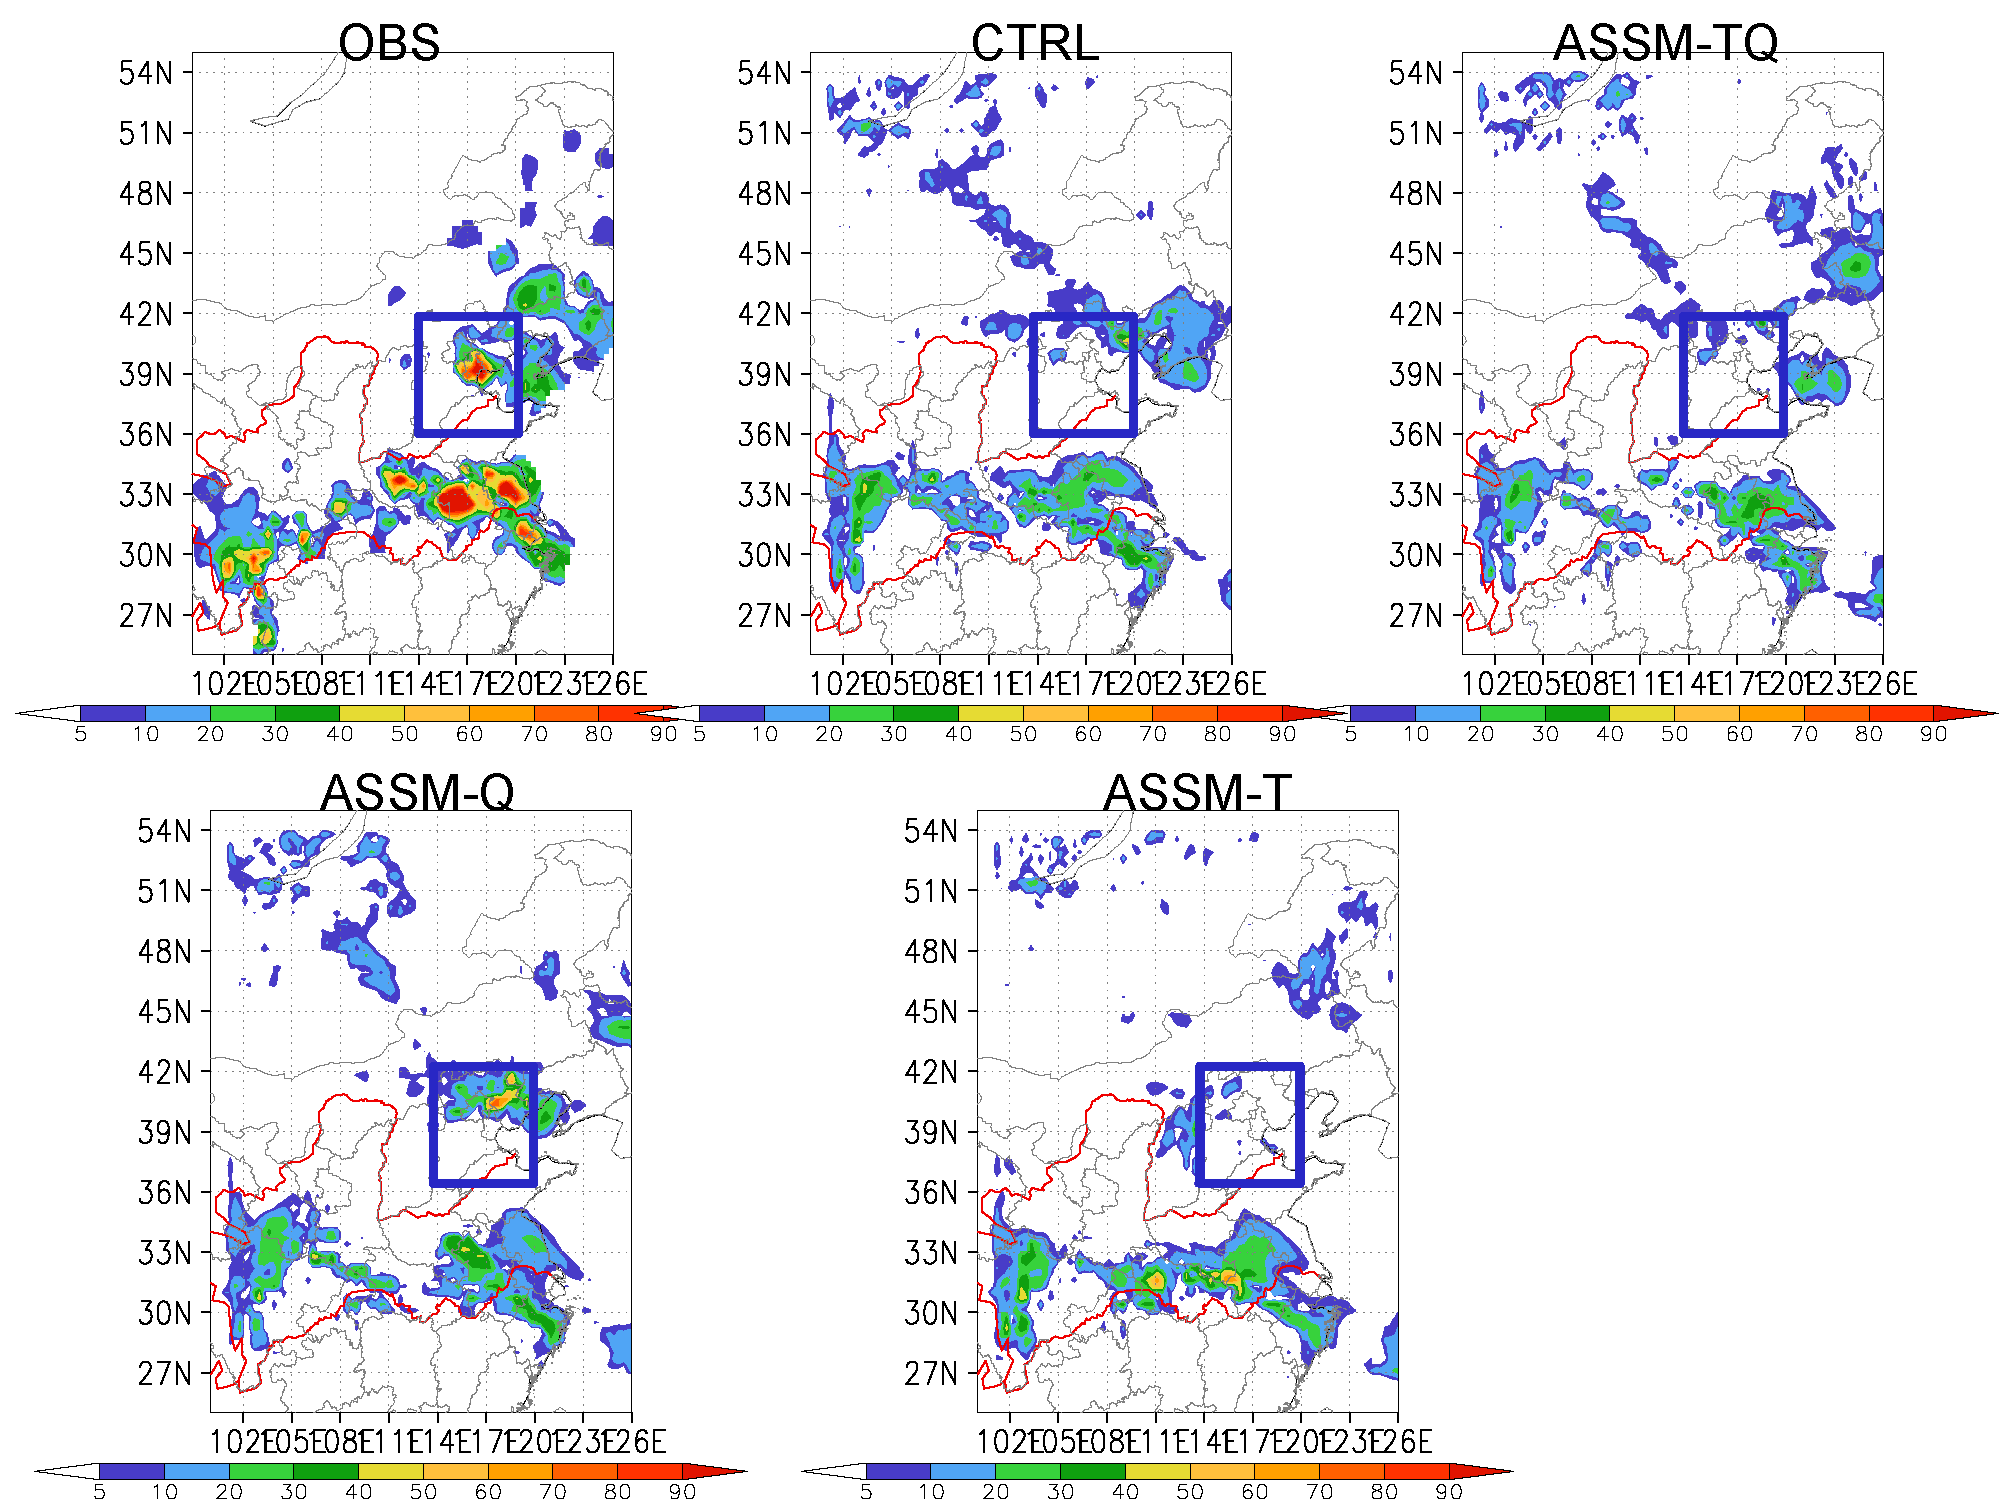 OBS
54N
51N
48N
45N
42N
39N
36N
33N
30N
27N
102E105E108E111E114E117E120E123E126E
5 10 20 30 40 50 60 70 80 90
CTRL
54N
51N
48N
45N
42N
39N
36N
33N
30N
27N
102E105E108E111E114E117E120E123E126E
5 10 20 30 40 50 60 70 80 90
ASSM-TQ
54N
51N
48N
45N
42N
39N
36N
33N
30N
27N
102E105E108E111E114E117E120E123E126E
5 10 20 30 40 50 60 70 80 90
ASSM-Q
54N
51N
48N
45N
42N
39N
36N
33N
30N
27N
102E105E108E111E114E117E120E123E126E
5 10 20 30 40 50 60 70 80 90
ASSM-T
54N
51N
48N
45N
42N
39N
36N
33N
30N
27N
102E105E108E111E114E117E120E123E126E
5 10 20 30 40 50 60 70 80 90